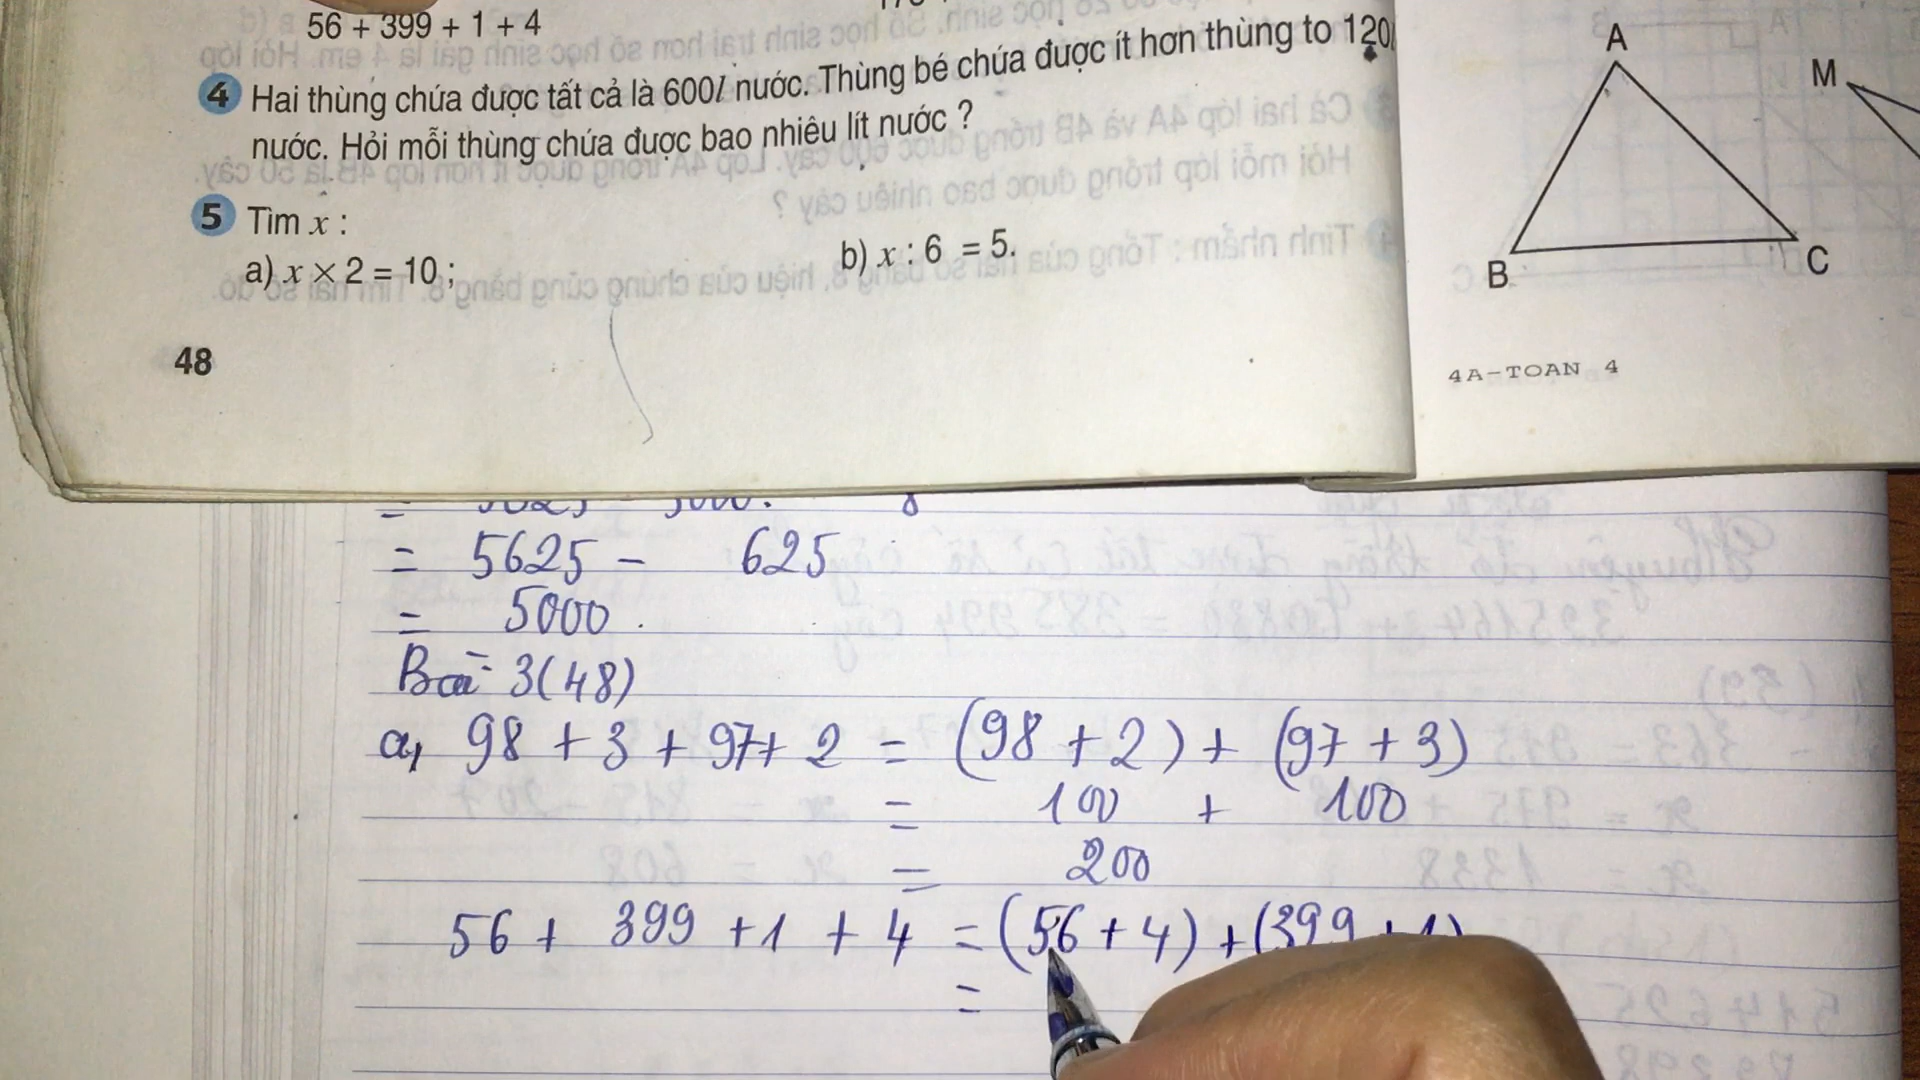 56 + 399 + 1 + 4
4 Hai thùng chứa được tất cả là 600l nước. Thùng bé chứa được ít hơn thùng to 120l
nước. Hỏi mỗi thùng chứa được bao nhiêu lít nước ?
5 Tìm x :
a) x × 2 = 10 ;
b) x : 6 = 5.
48
A
B
C
M
4A-TOAN 4
= 5625 - 625
= 5000.
Bài 3 (48)
a, 98 + 3 + 97 + 2 = (98 + 2) + (97 + 3)
= 100 + 100
= 200
56 + 399 + 1 + 4 = (56 + 4) + (399 + 1)
=